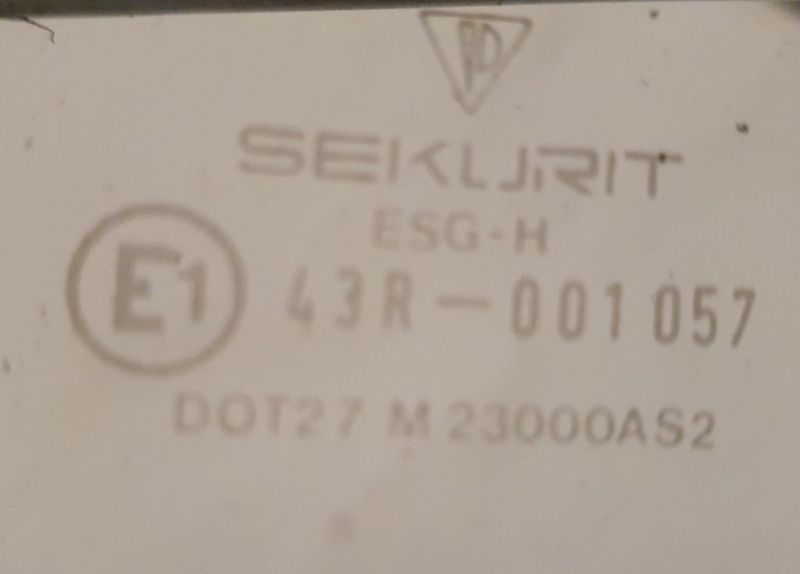 SEKURIT
ESG-H
E1 43R-001057
DOT27 M23000AS2